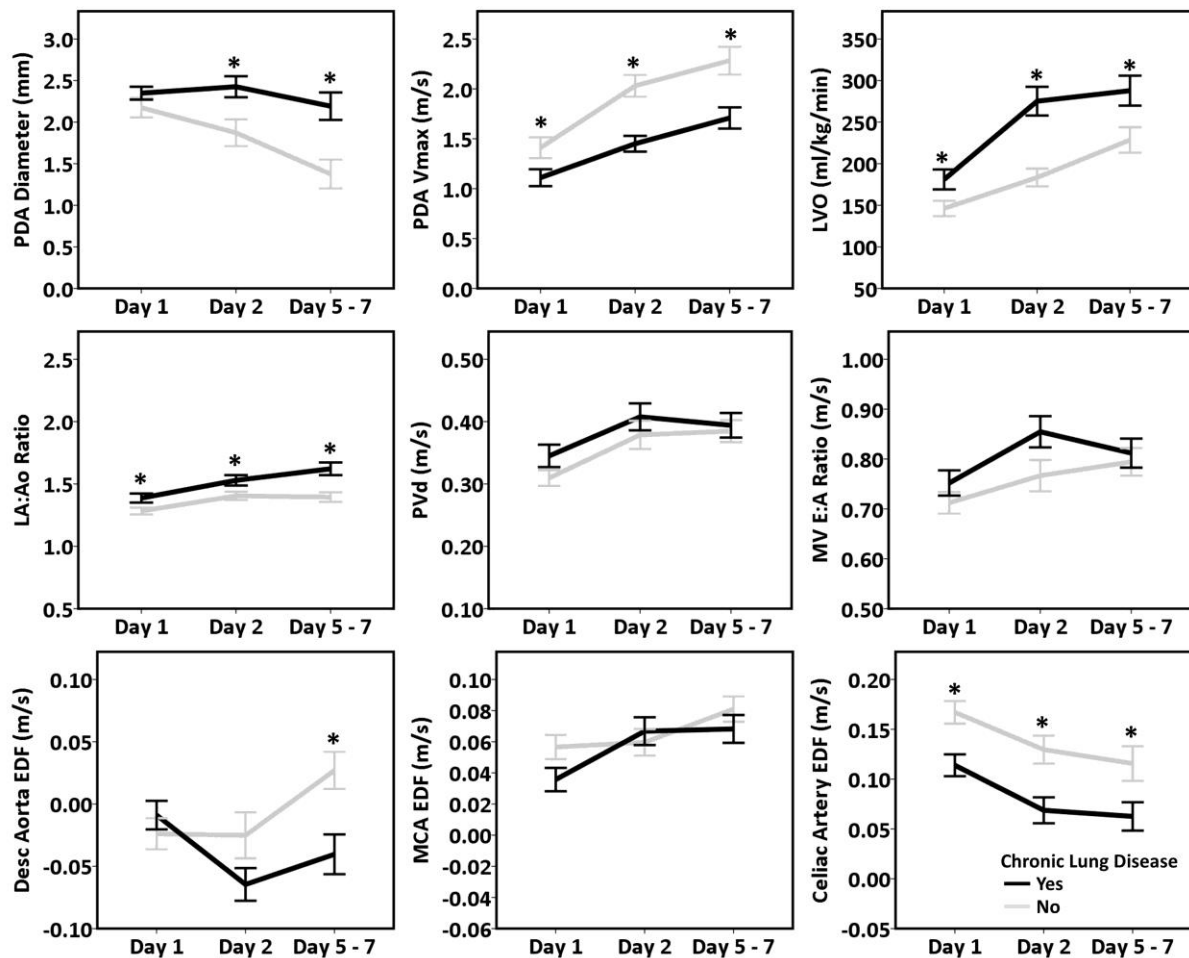 PDA Diameter (mm)
3.0
2.5
2.0
1.5
1.0
0.5
0.0
* *
Day 1 Day 2 Day 5 - 7
PDA Vmax (m/s)
2.5
2.0
1.5
1.0
0.5
0.0
* * *
Day 1 Day 2 Day 5 - 7
LVO (ml/kg/min)
350
300
250
200
150
100
50
* * *
Day 1 Day 2 Day 5 - 7
LA:Ao Ratio
2.5
2.0
1.5
1.0
0.5
* * *
Day 1 Day 2 Day 5 - 7
PVd (m/s)
0.50
0.40
0.30
0.20
0.10
Day 1 Day 2 Day 5 - 7
MV E:A Ratio (m/s)
1.00
0.90
0.80
0.70
0.60
0.50
Day 1 Day 2 Day 5 - 7
Desc Aorta EDF (m/s)
0.10
0.05
0.00
-0.05
-0.10
*
Day 1 Day 2 Day 5 - 7
MCA EDF (m/s)
0.10
0.08
0.06
0.04
0.02
0.00
-0.02
-0.04
-0.06
Day 1 Day 2 Day 5 - 7
Celiac Artery EDF (m/s)
0.20
0.15
0.10
0.05
0.00
-0.05
* * *
Chronic Lung Disease
Yes
No
Day 1 Day 2 Day 5 - 7